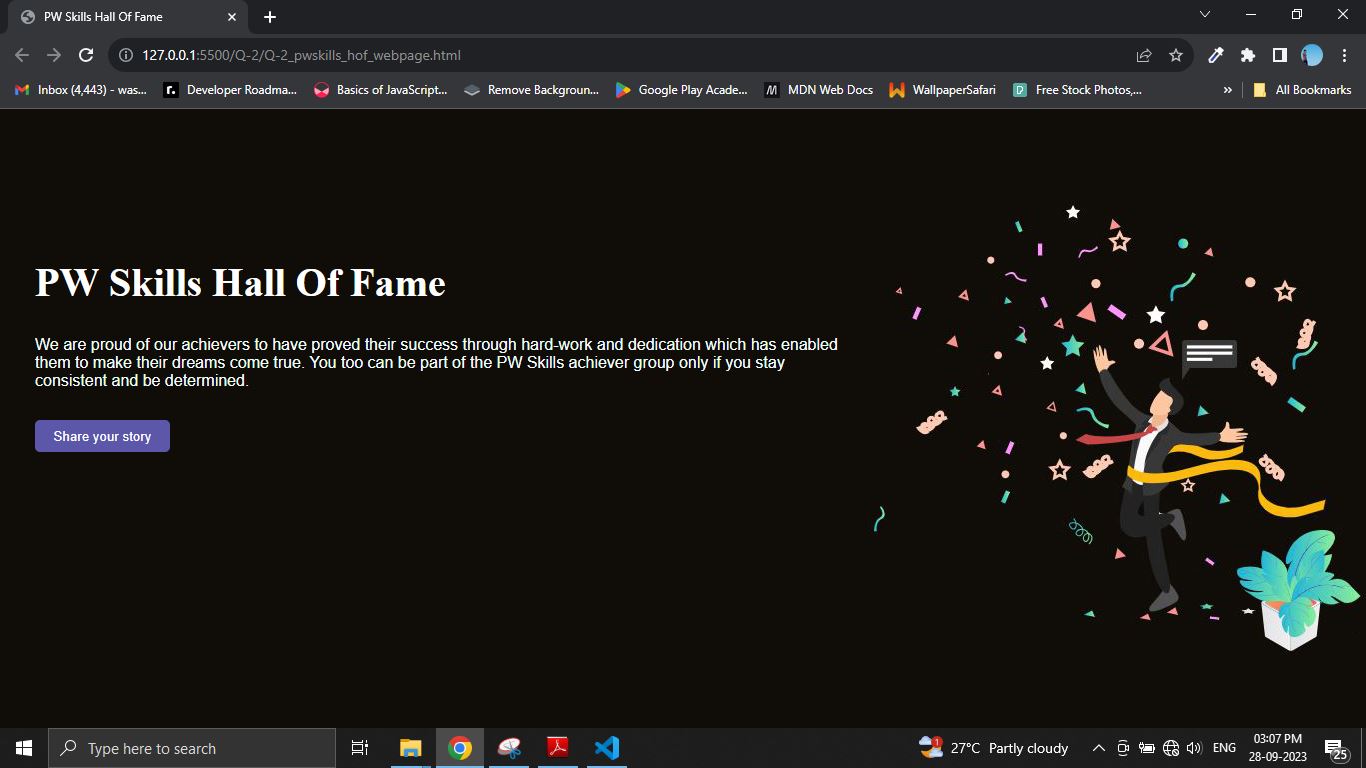 PW Skills Hall Of Fame
127.0.0.1:5500/Q-2/Q-2_pwskills_hof_webpage.html
Inbox (4,443) - was...
Developer Roadma...
Basics of JavaScript...
Remove Backgroun...
Google Play Acade...
MDN Web Docs
WallpaperSafari
Free Stock Photos,...
»
All Bookmarks
PW Skills Hall Of Fame
We are proud of our achievers to have proved their success through hard-work and dedication which has enabled
them to make their dreams come true. You too can be part of the PW Skills achiever group only if you stay
consistent and be determined.
Share your story
Type here to search
1
27°C Partly cloudy
ENG
03:07 PM
28-09-2023
25